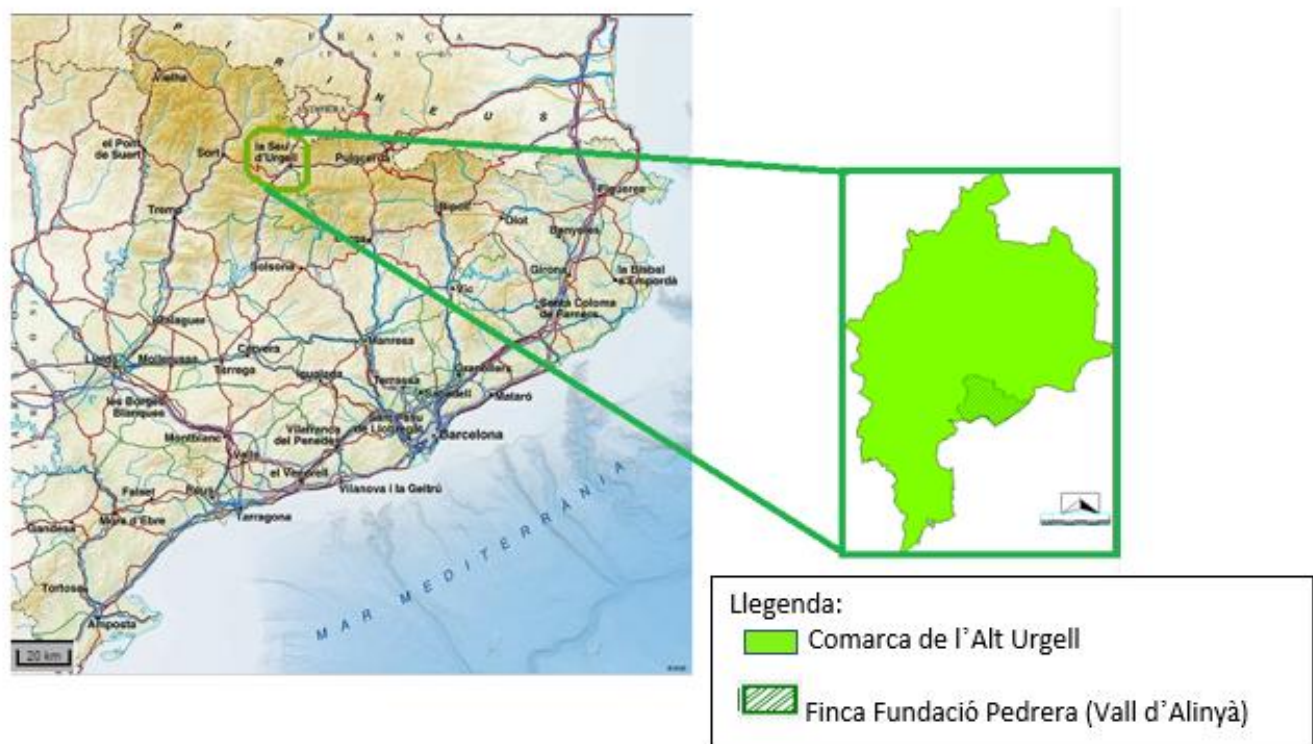 FRANÇA
(FRANCE)
PIRINEUS
Vielha
ANDORRA
el Pont
de Suert
Sort
la Seu
d'Urgell
Puigcerdà
Figueres
Tremp
Ripoll
Olot
Banyoles
Berga
Solsona
Girona
la Bisbal
d'Empordà
Vic
Santa Coloma
de Farners
Balaguer
Manresa
Lleida
Mollerussa
Cervera
Tàrrega
Igualada
Granollers
Terrassa
Sabadell
Mataró
les Borges
Blanques
Sant Feliu
de Llobregat
Vilafranca
del Penedès
Montblanc
Barcelona
Valls
el Vendrell
Vilanova i la Geltrú
Falset
Reus
Móra d'Ebre
Gandesa
Tarragona
MAR MEDITERRÀNIA
Tortosa
Amposta
20 km
Llegenda:
Comarca de l'Alt Urgell
Finca Fundació Pedrera (Vall d'Alinyà)